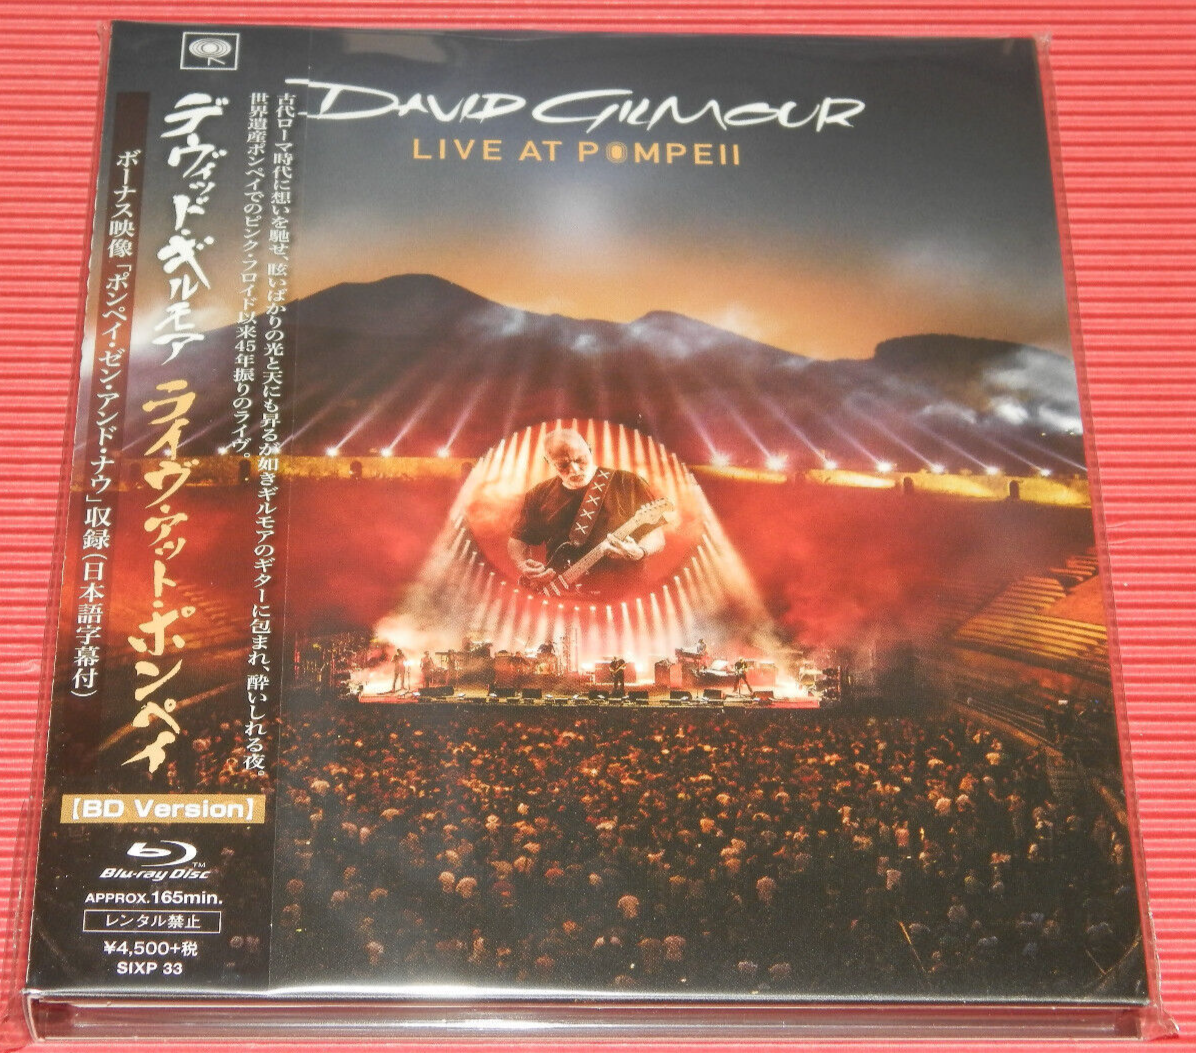 DAVID GILMOUR
LIVE AT POMPEII
古代ローマ時代に想いを馳せ、眩いばかりの光と天にも昇るが如きギルモアのギターに包まれ、酔いしれる夜。
世界遺産ポンペイでのピンク・フロイド以来45年振りのライヴ。
デヴィッド・ギルモア ライヴ・アット・ポンペイ
ボーナス映像「ポンペイ・ゼン・アンド・ナウ」収録(日本語字幕付)
【BD Version】
Blu-ray Disc™
APPROX.165min.
レンタル禁止
¥4,500+税
SIXP 33